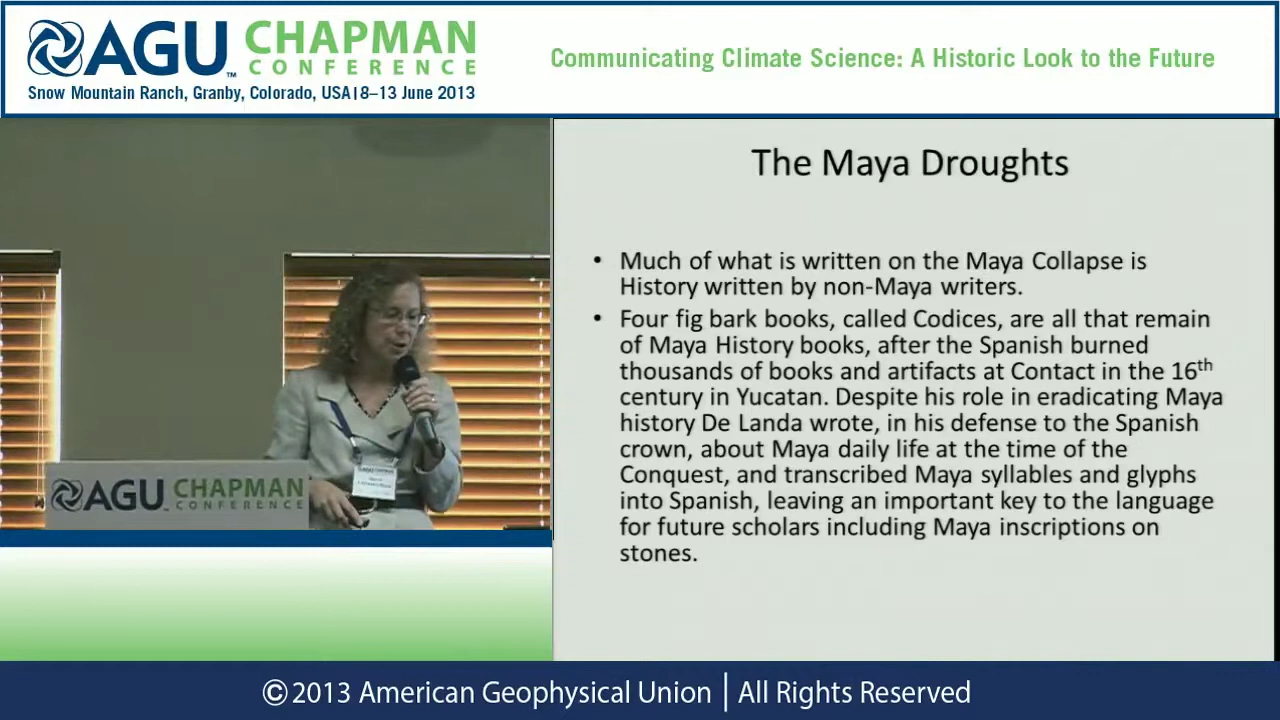 AGU CHAPMAN
™ CONFERENCE
Snow Mountain Ranch, Granby, Colorado, USA|8–13 June 2013
Communicating Climate Science: A Historic Look to the Future
The Maya Droughts
• Much of what is written on the Maya Collapse is
History written by non-Maya writers.
• Four fig bark books, called Codices, are all that remain
of Maya History books, after the Spanish burned
thousands of books and artifacts at Contact in the 16th
century in Yucatan. Despite his role in eradicating Maya
history De Landa wrote, in his defense to the Spanish
crown, about Maya daily life at the time of the
Conquest, and transcribed Maya syllables and glyphs
into Spanish, leaving an important key to the language
for future scholars including Maya inscriptions on
stones.
AGU CHAPMAN
CONFERENCE
©2013 American Geophysical Union | All Rights Reserved